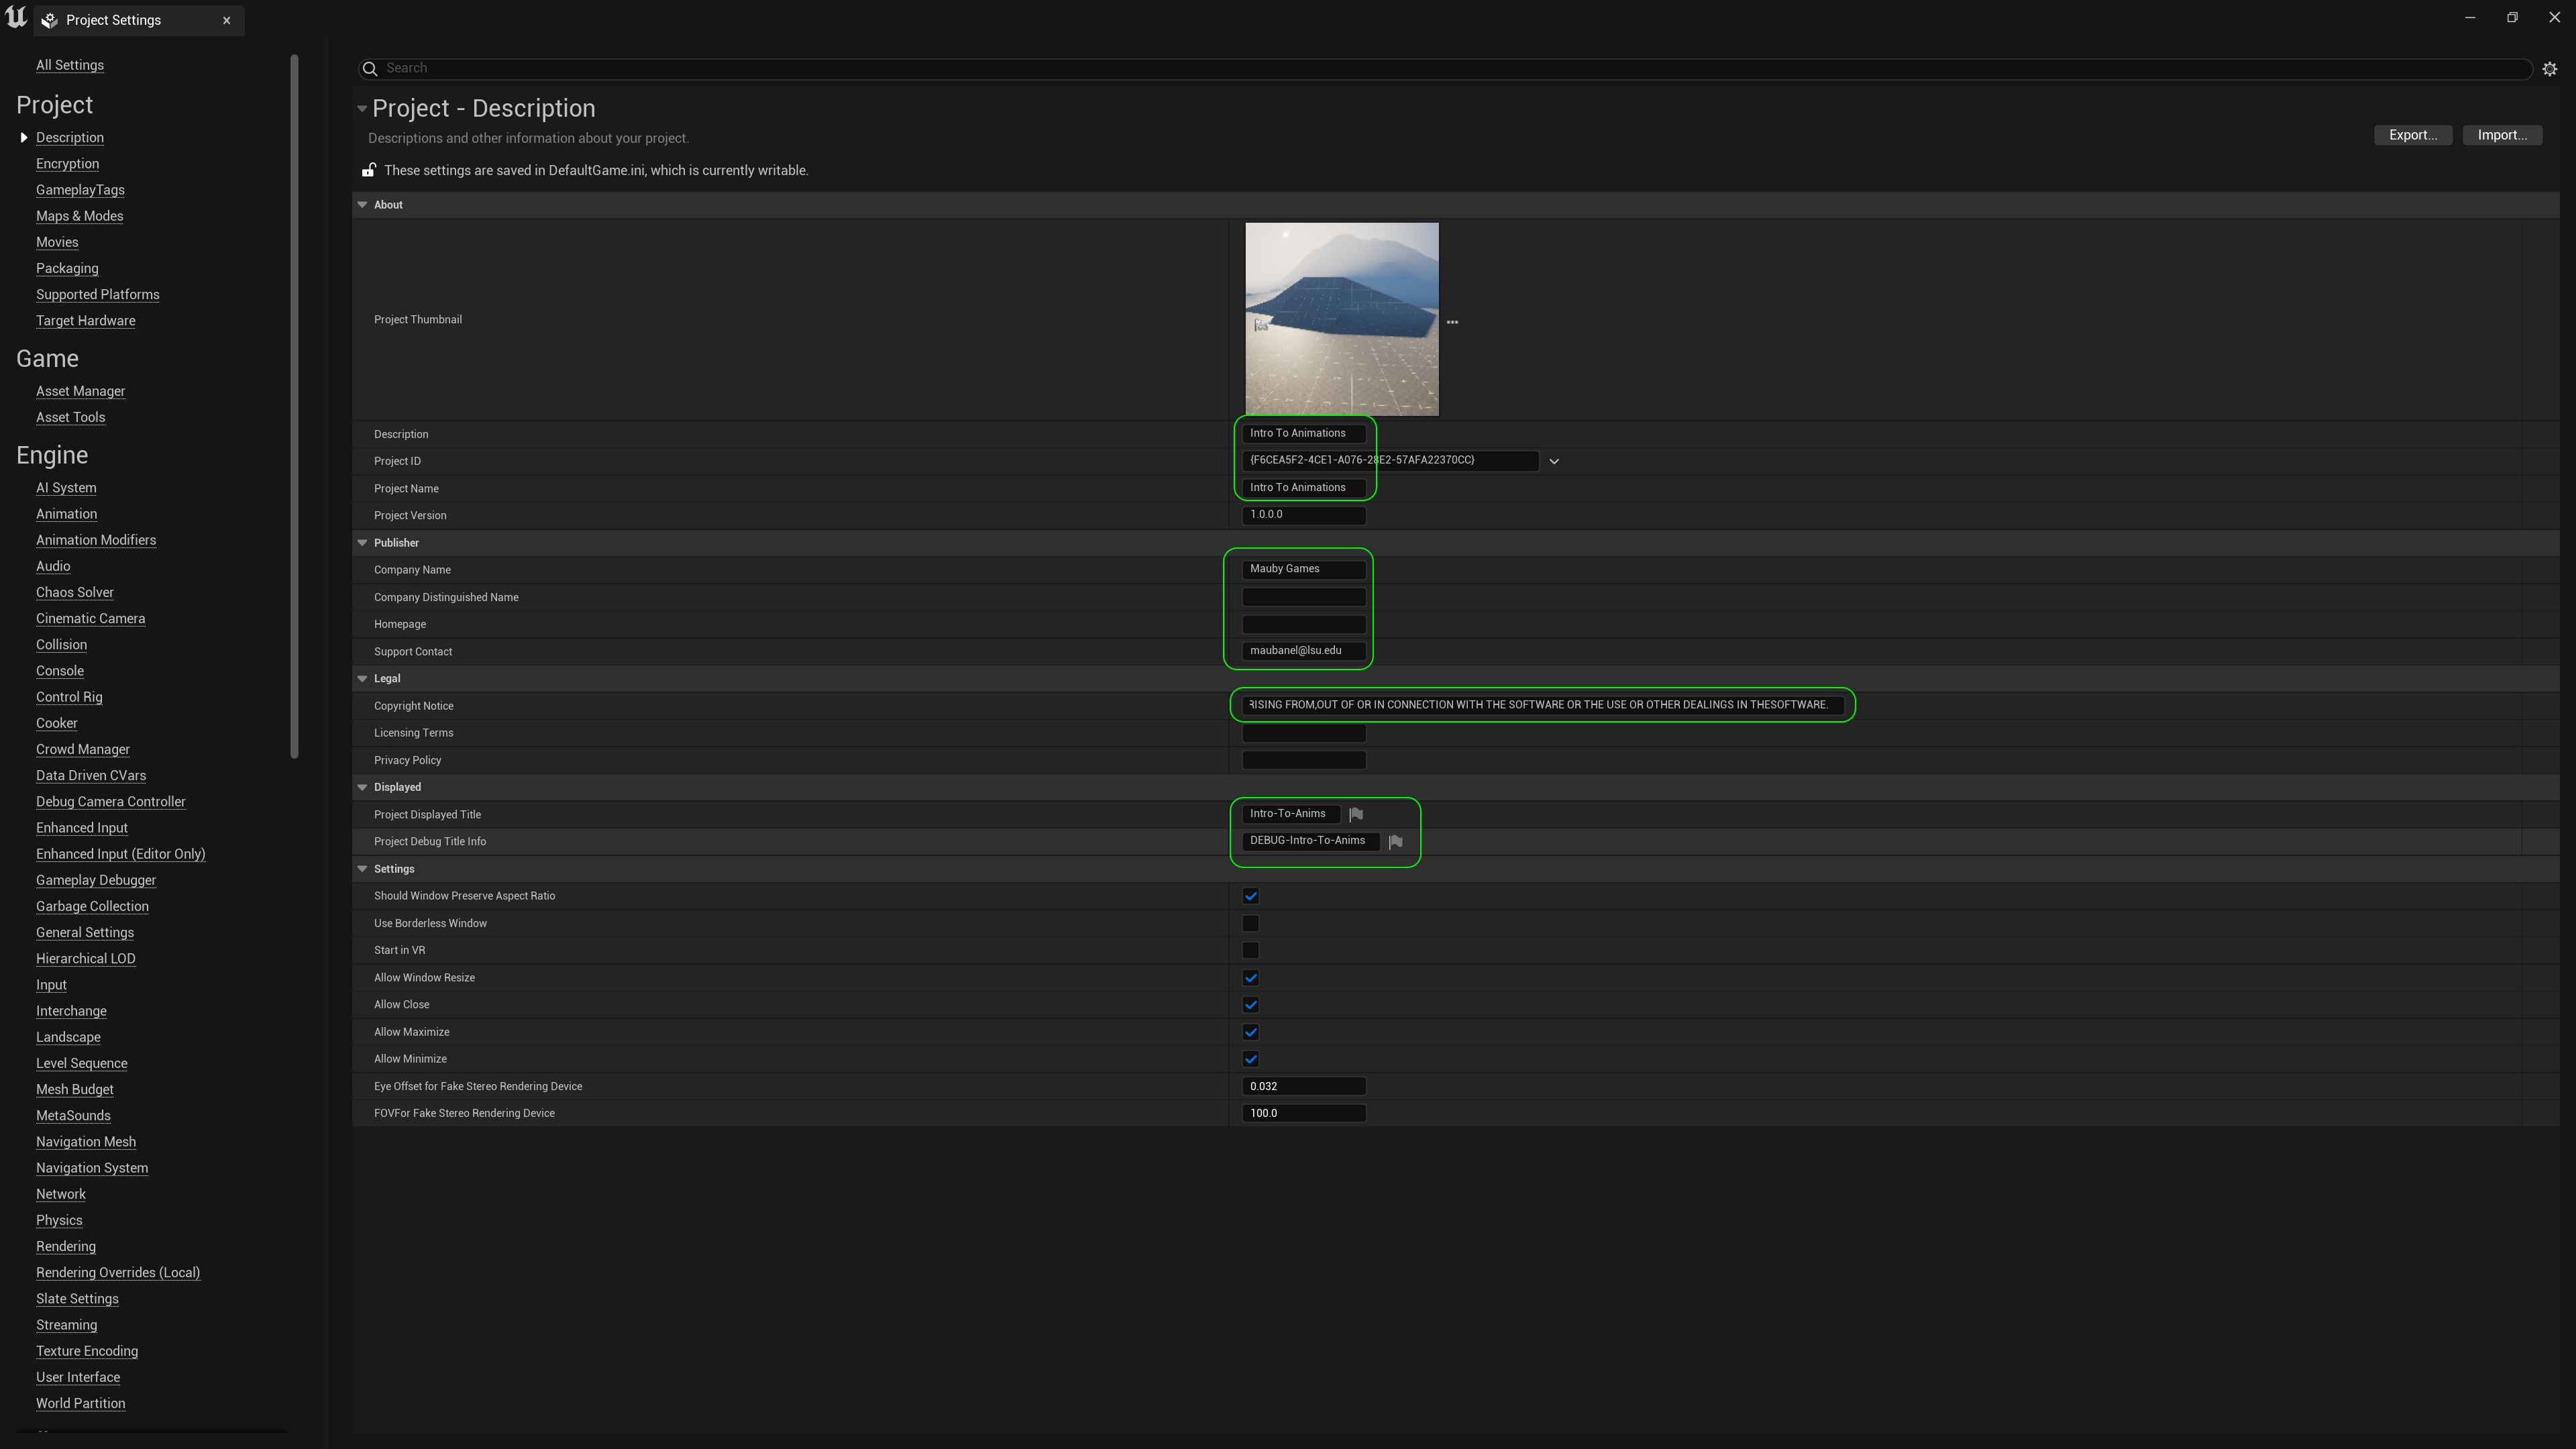 Project Settings
All Settings
Project
Description
Encryption
GameplayTags
Maps & Modes
Movies
Packaging
Supported Platforms
Target Hardware
Game
Asset Manager
Asset Tools
Engine
AI System
Animation
Animation Modifiers
Audio
Chaos Solver
Cinematic Camera
Collision
Console
Control Rig
Cooker
Crowd Manager
Data Driven CVars
Debug Camera Controller
Enhanced Input
Enhanced Input (Editor Only)
Gameplay Debugger
Garbage Collection
General Settings
Hierarchical LOD
Input
Interchange
Landscape
Level Sequence
Mesh Budget
MetaSounds
Navigation Mesh
Navigation System
Network
Physics
Rendering
Rendering Overrides (Local)
Slate Settings
Streaming
Texture Encoding
User Interface
World Partition
Search
Project - Description
Descriptions and other information about your project.
Export...
Import...
These settings are saved in DefaultGame.ini, which is currently writable.
About
Project Thumbnail
Description Intro To Animations
Project ID {F6CEA5F2-4CE1-A076-28E2-57AFA22370CC}
Project Name Intro To Animations
Project Version 1.0.0.0
Publisher
Company Name Mauby Games
Company Distinguished Name
Homepage
Support Contact maubanel@lsu.edu
Legal
Copyright Notice RISING FROM,OUT OF OR IN CONNECTION WITH THE SOFTWARE OR THE USE OR OTHER DEALINGS IN THESOFTWARE.
Licensing Terms
Privacy Policy
Displayed
Project Displayed Title Intro-To-Anims
Project Debug Title Info DEBUG-Intro-To-Anims
Settings
Should Window Preserve Aspect Ratio
Use Borderless Window
Start in VR
Allow Window Resize
Allow Close
Allow Maximize
Allow Minimize
Eye Offset for Fake Stereo Rendering Device 0.032
FOVFor Fake Stereo Rendering Device 100.0